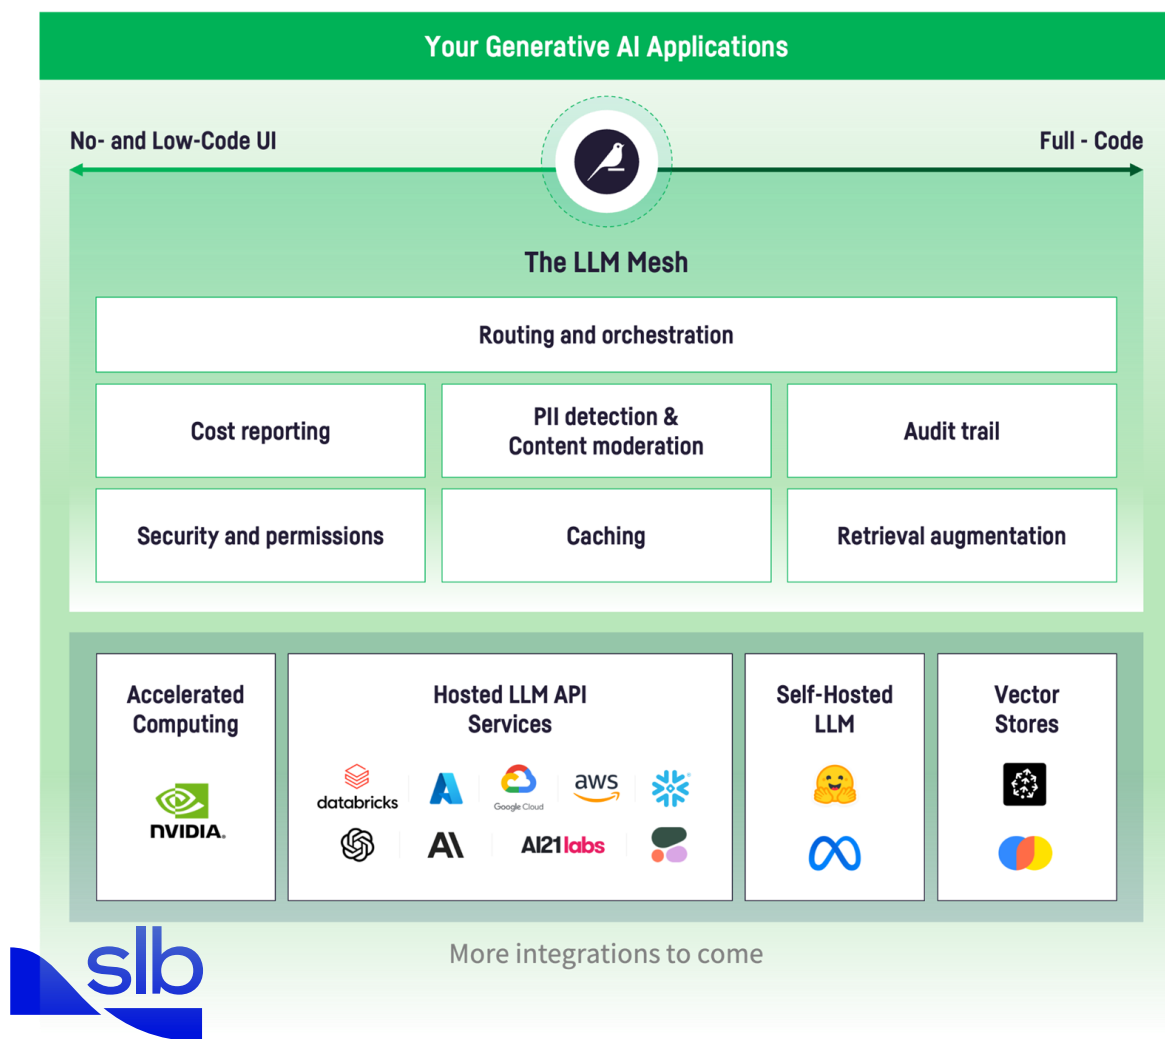 Your Generative AI Applications
No- and Low-Code UI
Full - Code
The LLM Mesh
Routing and orchestration
Cost reporting
PII detection &
Content moderation
Audit trail
Security and permissions
Caching
Retrieval augmentation
Accelerated
Computing
NVIDIA.
Hosted LLM API
Services
databricks
Google Cloud
aws
AI21labs
Self-Hosted
LLM
Vector
Stores
More integrations to come
slb